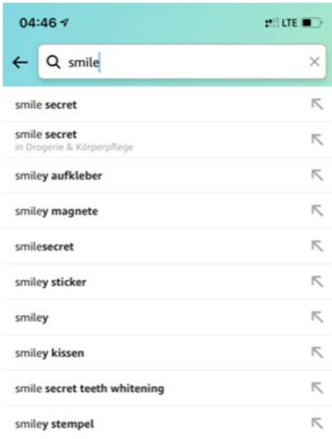 04:46
LTE
smile
smile secret
smile secret
in Drogerie & Körperpflege
smiley aufkleber
smiley magnete
smilesecret
smiley sticker
smiley
smiley kissen
smile secret teeth whitening
smiley stempel